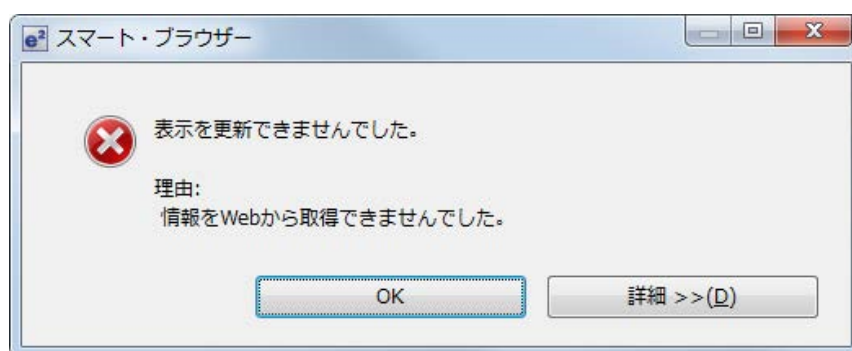 e² スマート・ブラウザー
表示を更新できませんでした。
理由:
情報をWebから取得できませんでした。
OK
詳細 >>(D)